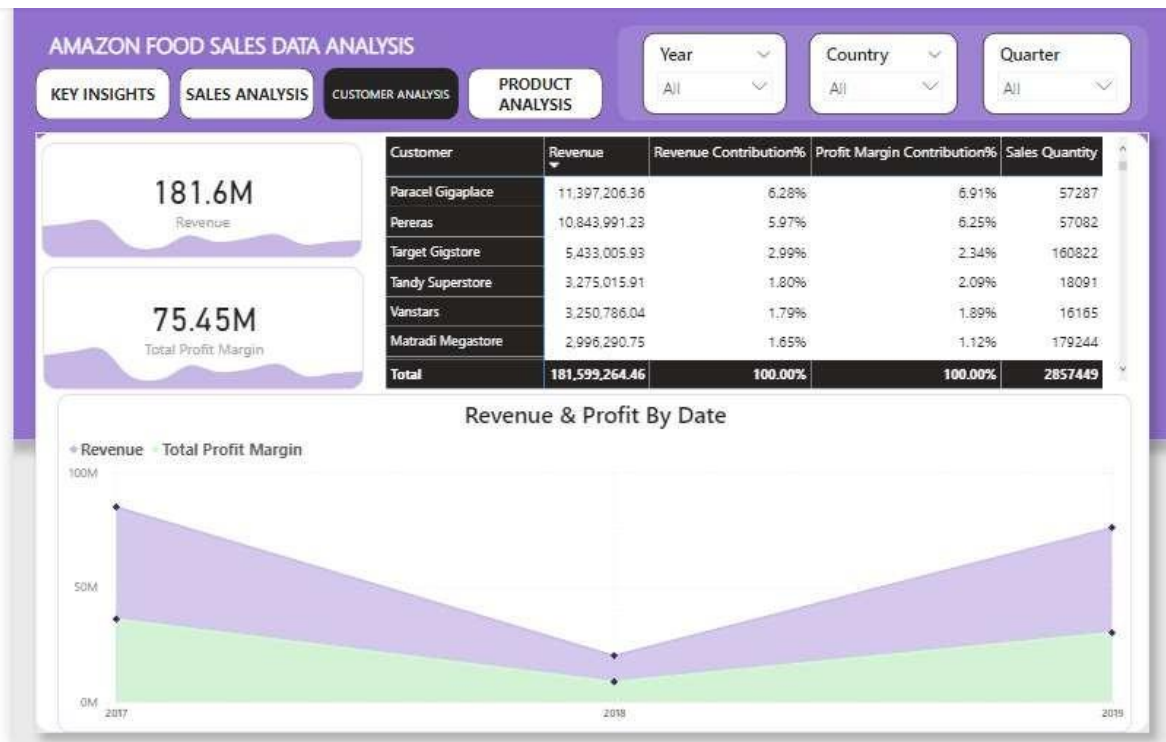 AMAZON FOOD SALES DATA ANALYSIS
KEY INSIGHTS
SALES ANALYSIS
CUSTOMER ANALYSIS
PRODUCT
ANALYSIS
Year
All
Country
All
Quarter
All
181.6M
Revenue
75.45M
Total Profit Margin
Customer Revenue Revenue Contribution% Profit Margin Contribution% Sales Quantity
Paracel Gigaplace 11,397,206.36 6.28% 6.91% 57287
Pereras 10,843,991.23 5.97% 6.25% 57082
Target Gigstore 5,433,005.93 2.99% 2.34% 160822
Tandy Superstore 3,275,015.91 1.80% 2.09% 18091
Vanstars 3,250,786.04 1.79% 1.89% 16165
Matradi Megastore 2,996,290.75 1.65% 1.12% 179244
Total 181,599,264.46 100.00% 100.00% 2857449
Revenue & Profit By Date
Revenue Total Profit Margin
100M
50M
0M
2017 2018 2019